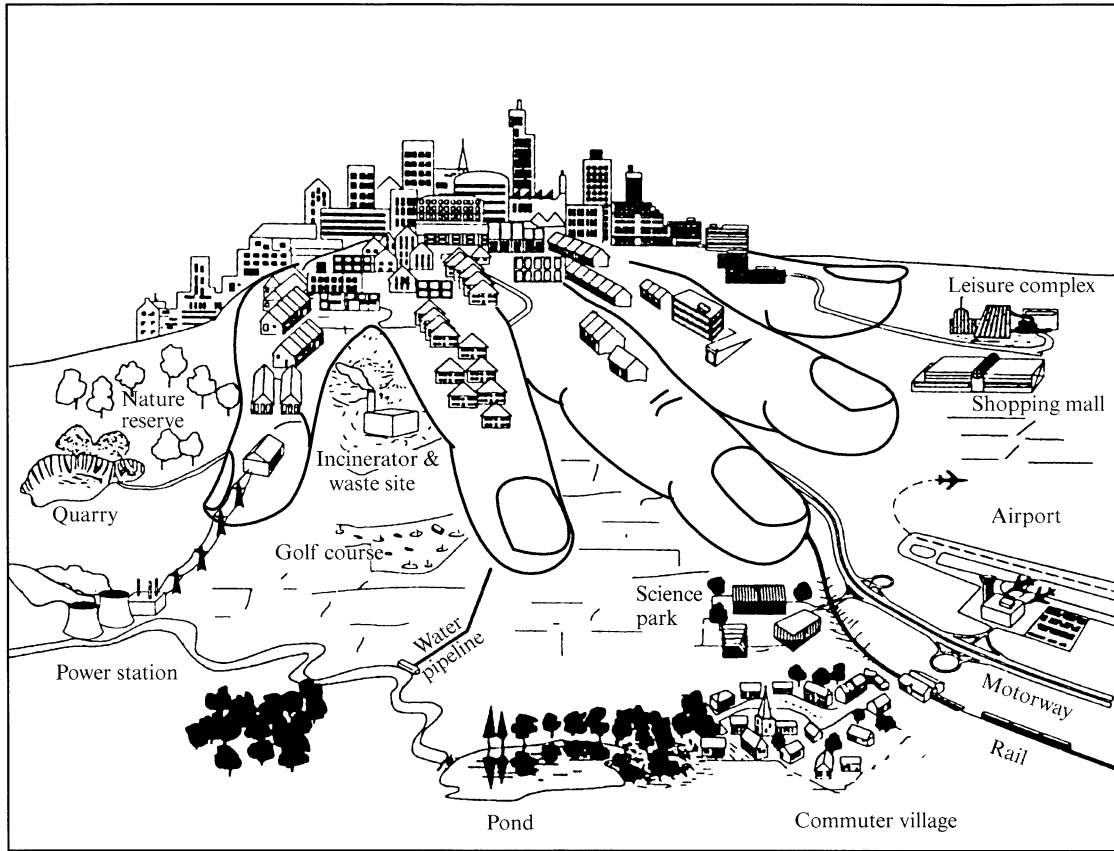 Leisure complex
Shopping mall
Nature
reserve
Incinerator &
waste site
Quarry
Airport
Golf course
Science
park
Water
pipeline
Power station
Motorway
Rail
Pond
Commuter village